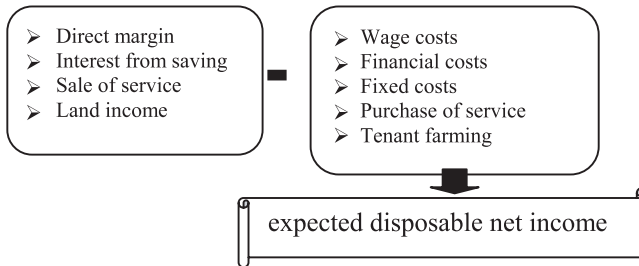 Direct margin
Interest from saving
Sale of service
Land income
-
Wage costs
Financial costs
Fixed costs
Purchase of service
Tenant farming
expected disposable net income